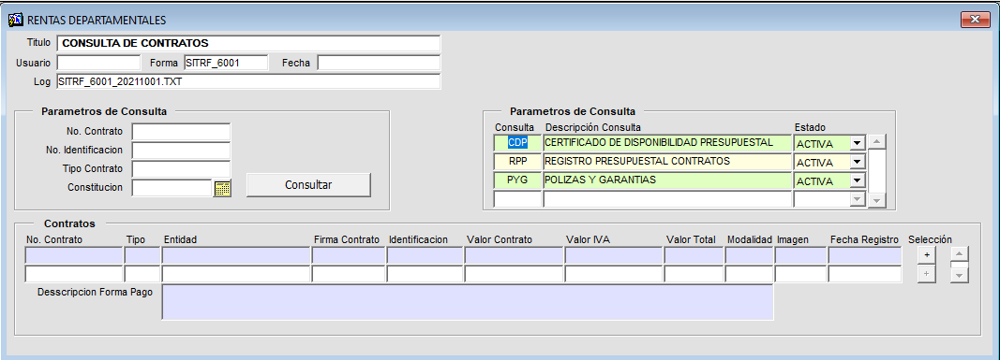 RENTAS DEPARTAMENTALES
Titulo CONSULTA DE CONTRATOS
Usuario Forma SITRF_6001 Fecha
Log SITRF_6001_20211001.TXT
Parametros de Consulta
No. Contrato
No. Identificacion
Tipo Contrato
Constitucion
Consultar
Parametros de Consulta
Consulta Descripción Consulta Estado
CDP CERTIFICADO DE DISPONIBILIDAD PRESUPUESTAL ACTIVA
RPP REGISTRO PRESUPUESTAL CONTRATOS ACTIVA
PYG POLIZAS Y GARANTIAS ACTIVA
Contratos
No. Contrato Tipo Entidad Firma Contrato Identificacion Valor Contrato Valor IVA Valor Total Modalidad Imagen Fecha Registro Selección
+
+
Desscripcion Forma Pago